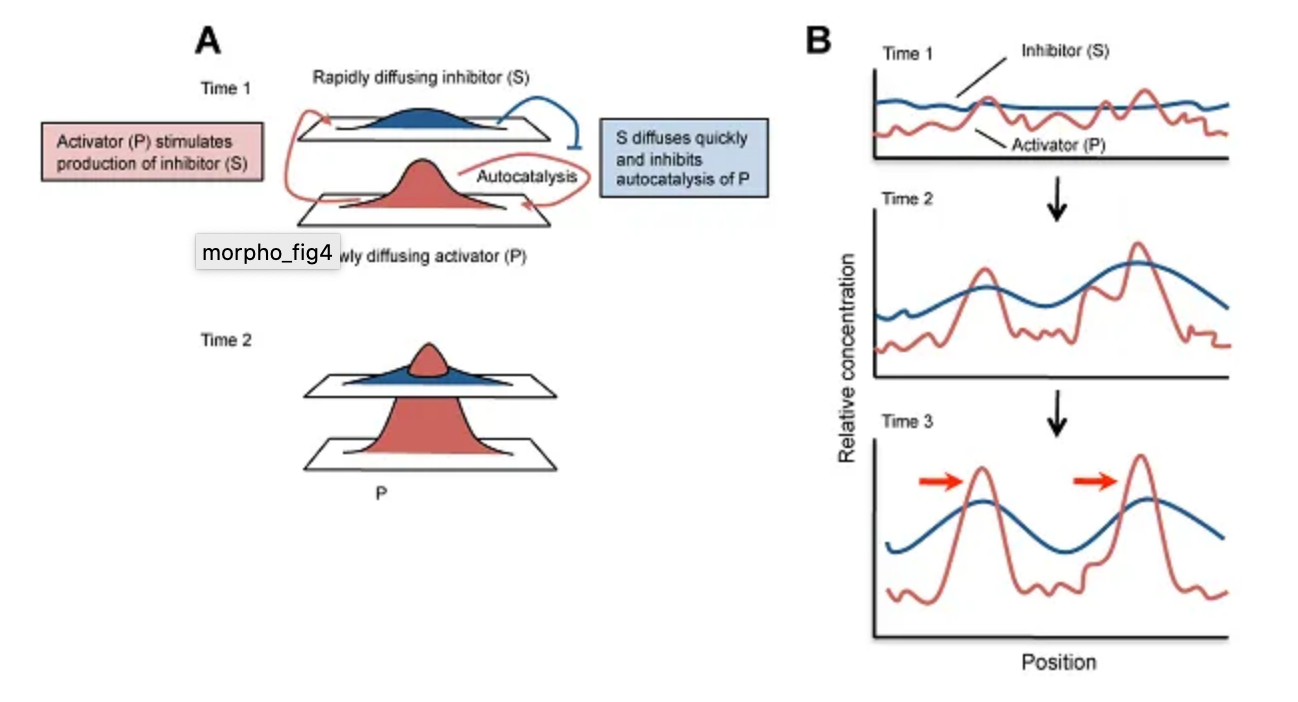 A
Time 1
Rapidly diffusing inhibitor (S)
Activator (P) stimulates
production of inhibitor (S)
S diffuses quickly
and inhibits
autocatalysis of P
Autocatalysis
morpho_fig4
wly diffusing activator (P)
Time 2
P
B
Time 1
Inhibitor (S)
Activator (P)
Time 2
Relative concentration
Time 3
Position